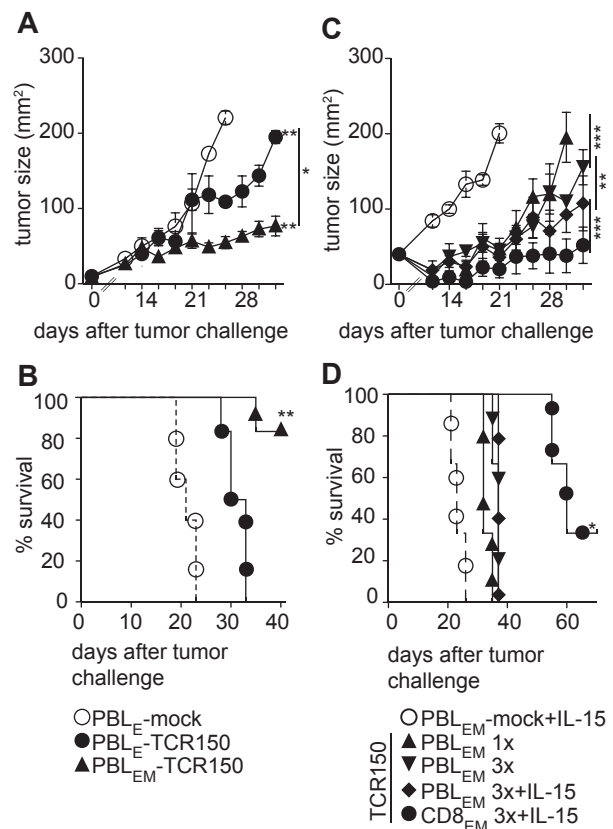 A
300
200
100
0
tumor size (mm²)
**
*
**
0 14 21 28
days after tumor challenge
C
300
200
100
0
tumor size (mm²)
***
**
***
0 14 21 28
days after tumor challenge
B
100
80
60
40
20
0
% survival
**
0 20 40
days after tumor
challenge
D
100
80
60
40
20
0
% survival
*
0 20 40 60
days after tumor
challenge
PBL_E-mock
PBL_E-TCR150
PBL_EM-TCR150
PBL_EM-mock+IL-15
TCR150
PBL_EM 1x
PBL_EM 3x
PBL_EM 3x+IL-15
CD8_EM 3x+IL-15